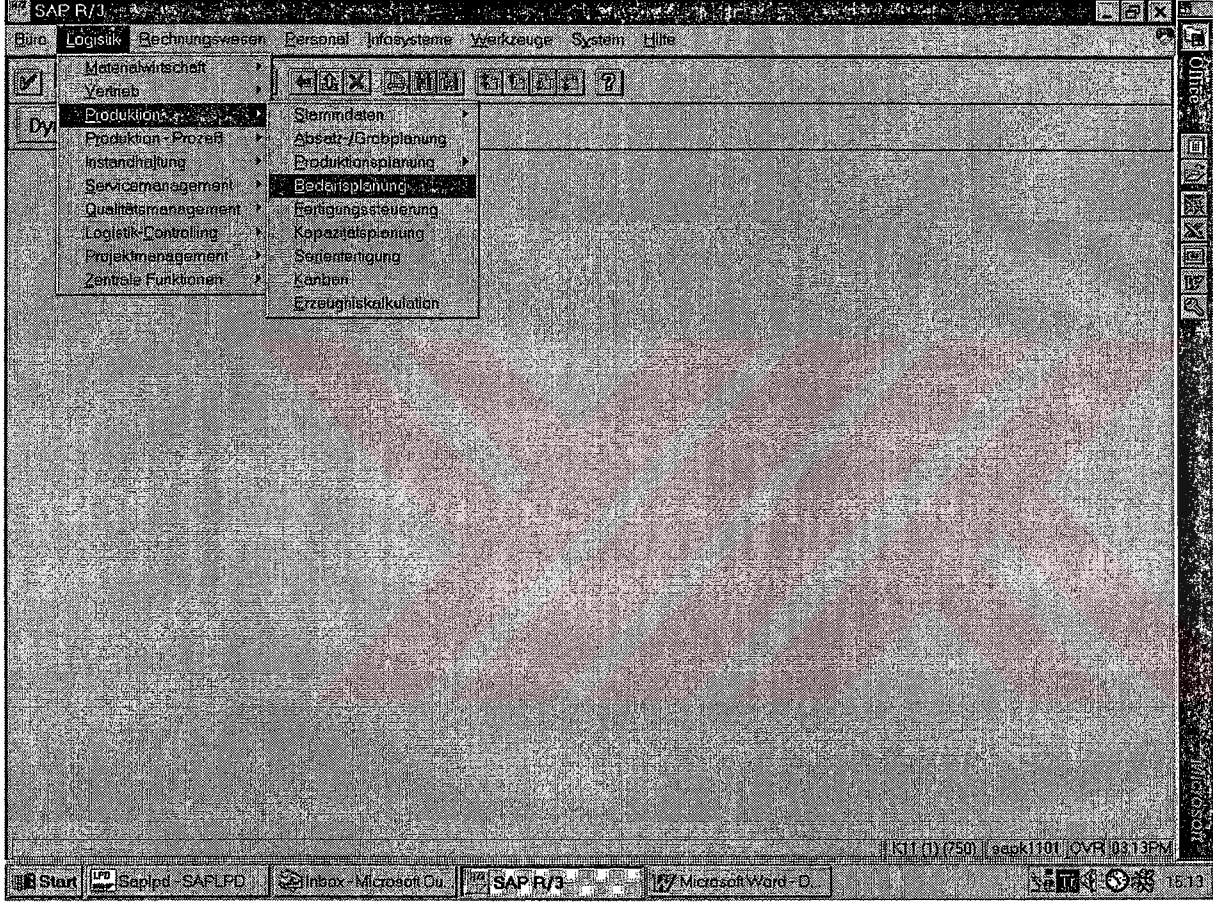 SAP R/3
Büro Logistik Rechnungswesen Personal Infosysteme Werkzeuge System Hilfe
Materialwirtschaft
Vertrieb
Produktion
Produktion - Prozeß
Instandhaltung
Servicemanagement
Qualitätsmanagement
Logistik-Controlling
Projektmanagement
Zentrale Funktionen
Stammdaten
Absatz-/Grobplanung
Produktionsplanung
Bedarfsplanung
Fertigungssteuerung
Kapazitätsplanung
Serienfertigung
Kanban
Erzeugniskalkulation
Dy
Office
Microsoft
K11 (1) (750) sapk1101 OVR 03:13PM
Start Saplpd - SAPLPD Inbox - Microsoft Ou... SAP R/3 Microsoft Word - D... 15:13